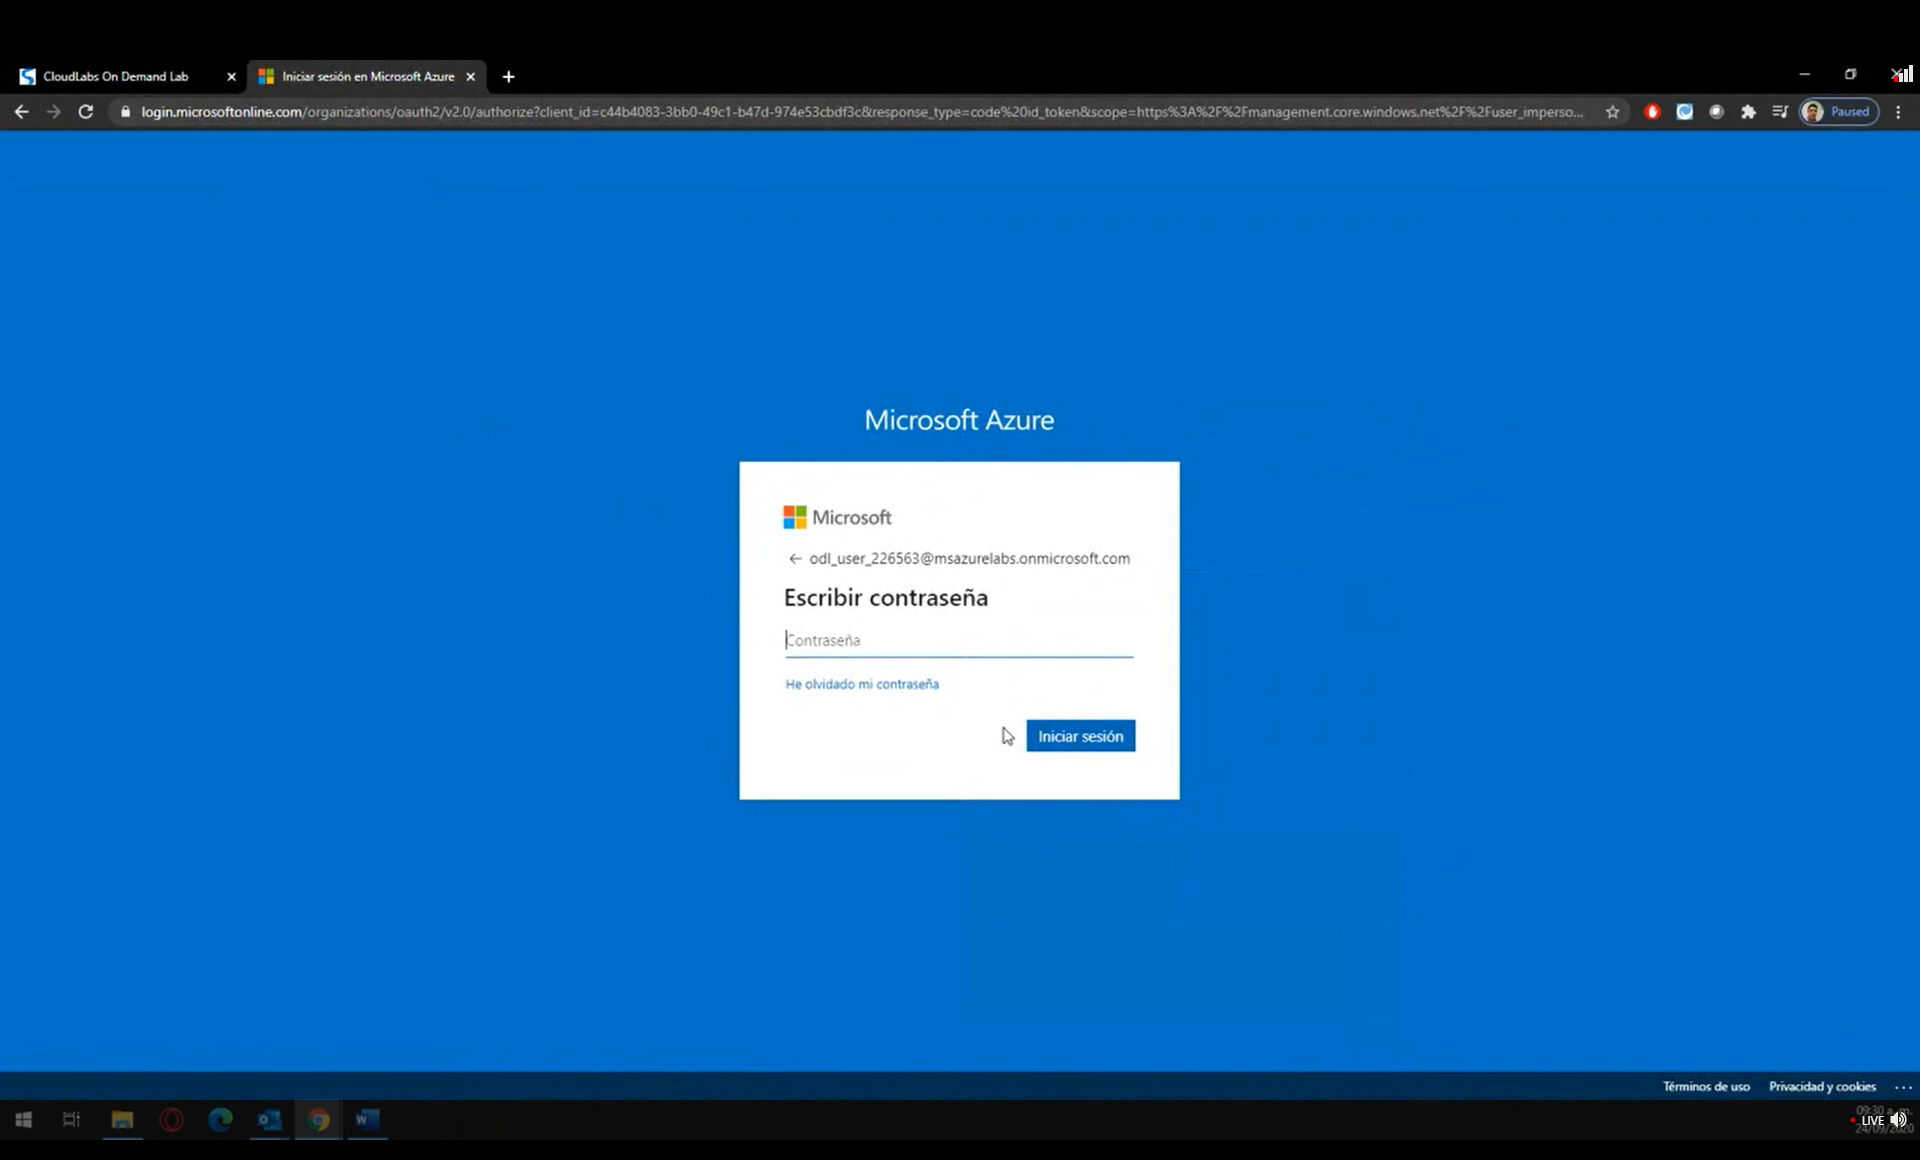 CloudLabs On Demand Lab
Iniciar sesión en Microsoft Azure
login.microsoftonline.com/organizations/oauth2/v2.0/authorize?client_id=c44b4083-3bb0-49c1-b47d-974e53cbdf3c&response_type=code%20id_token&scope=https%3A%2F%2Fmanagement.core.windows.net%2F%2Fuser_imperso...
Paused
Microsoft Azure
Microsoft
odl_user_226563@msazurelabs.onmicrosoft.com
Escribir contraseña
Contraseña
He olvidado mi contraseña
Iniciar sesión
Términos de uso
Privacidad y cookies
...
LIVE